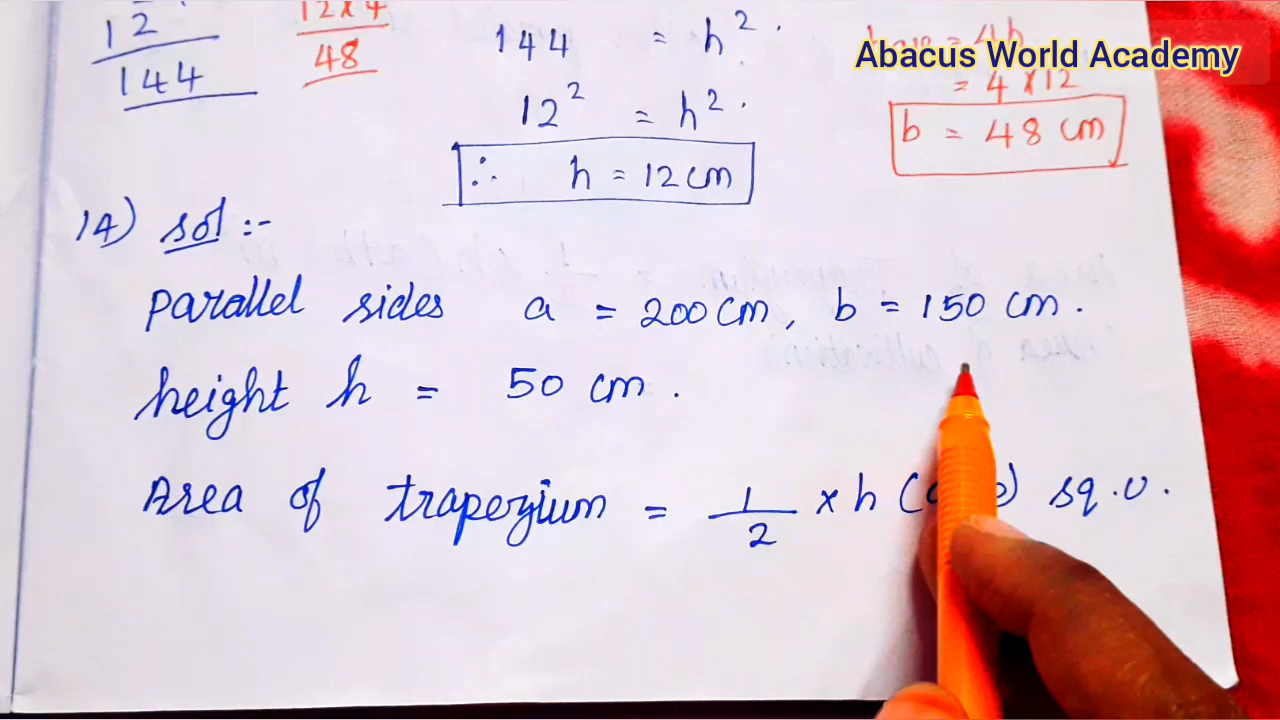 Abacus World Academy
12
144
12x4
48
144 = h².
12² = h².
∴ h = 12 cm
= 4h
= 4 x 12
b = 48 cm
14) sol :-
parallel sides a = 200 cm, b = 150 cm.
height h = 50 cm.
Area of trapezium = 1/2 x h ( ) sq.u.